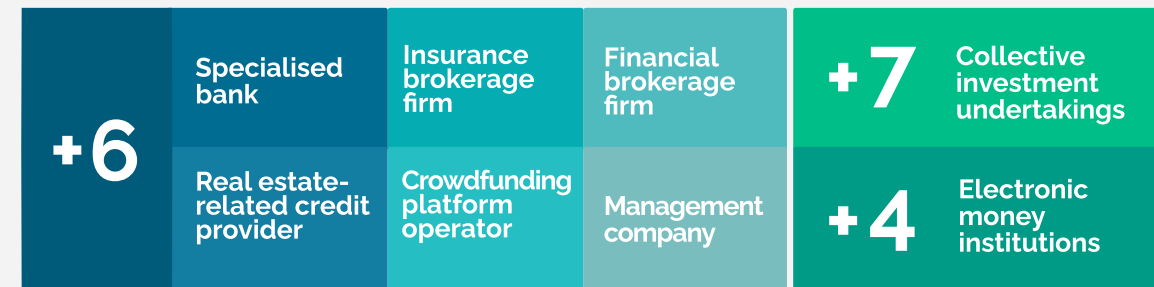 +6
Specialised
bank
Insurance
brokerage
firm
Financial
brokerage
firm
Real estate-
related credit
provider
Crowdfunding
platform
operator
Management
company
+7
Collective
investment
undertakings
+4
Electronic
money
institutions